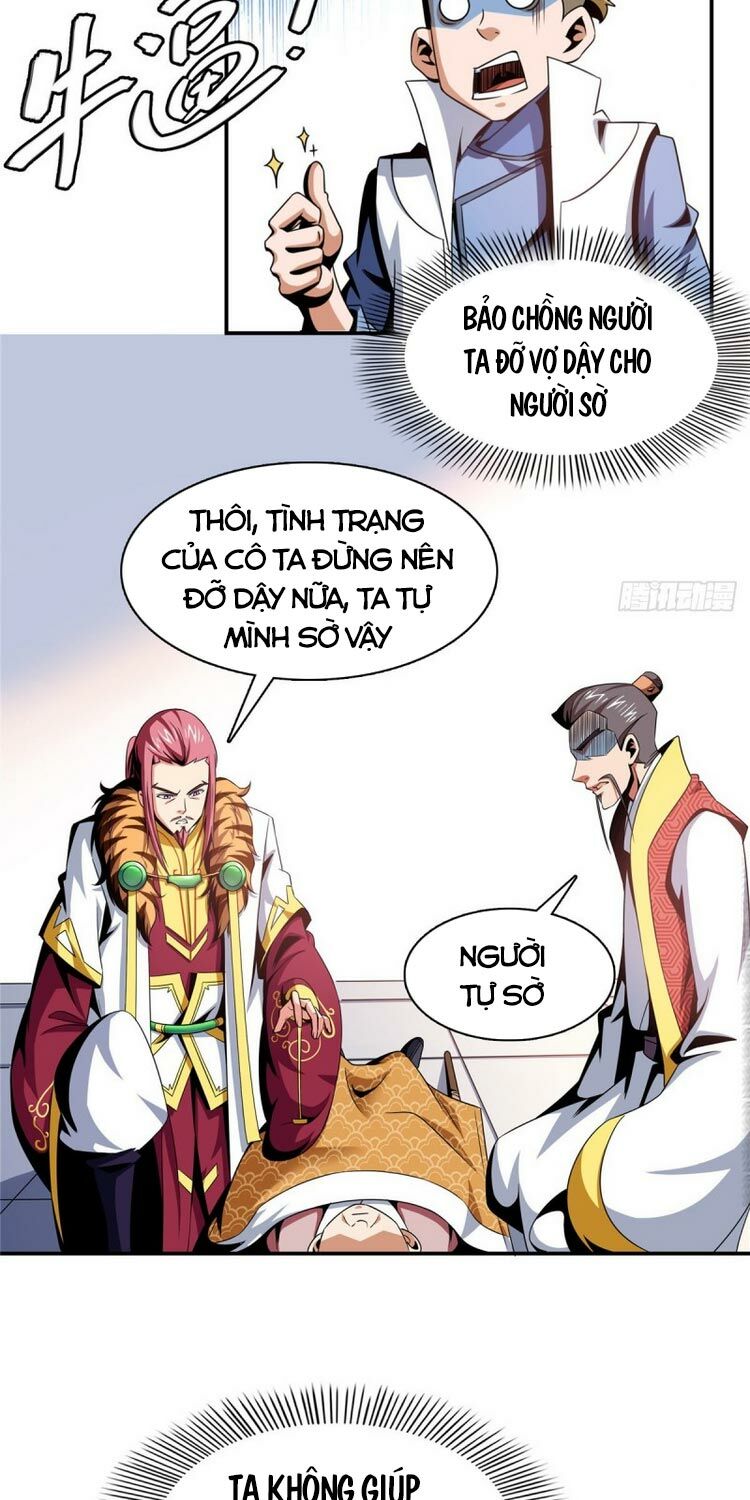 牛逼!
BẢO CHỒNG NGƯỜI
TA ĐỠ VỢ DẬY CHO
NGƯỜI SỜ
THÔI, TÌNH TRẠNG
CỦA CÔ TA ĐỪNG NÊN
ĐỠ DẬY NỮA, TA TỰ
MÌNH SỜ VẬY
腾讯动漫
NGƯỜI
TỰ SỜ
TA KHÔNG GIÚP